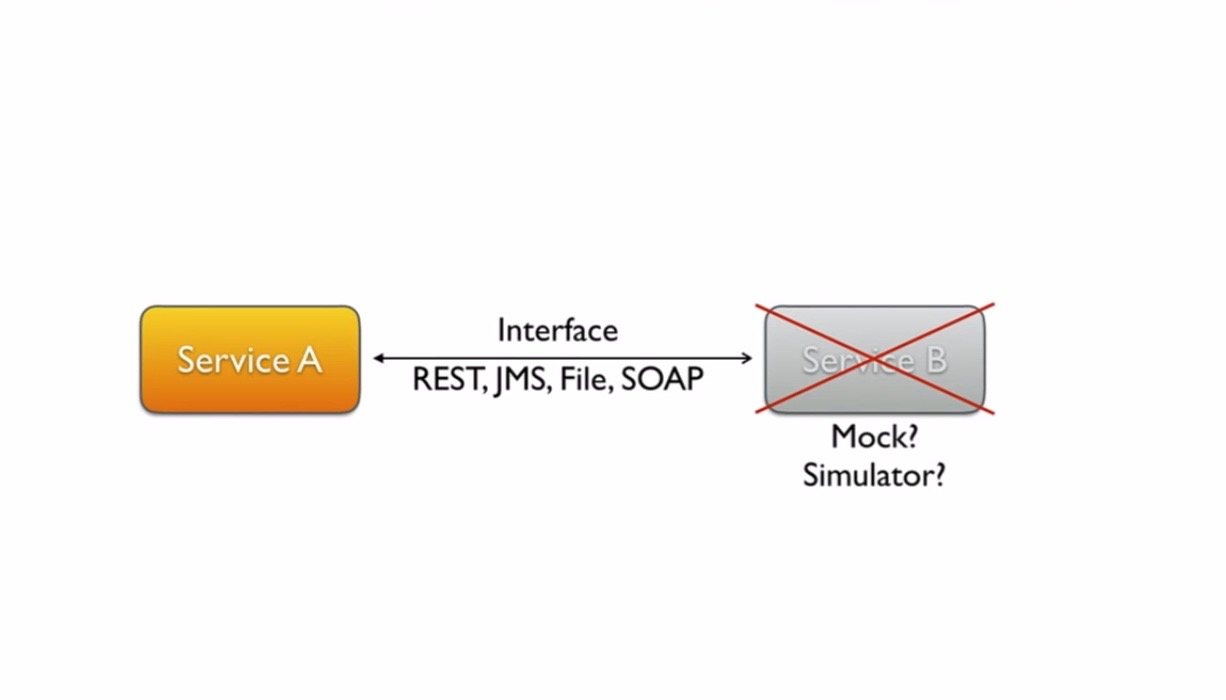 Service A
Interface
REST, JMS, File, SOAP
Service B
Mock?
Simulator?